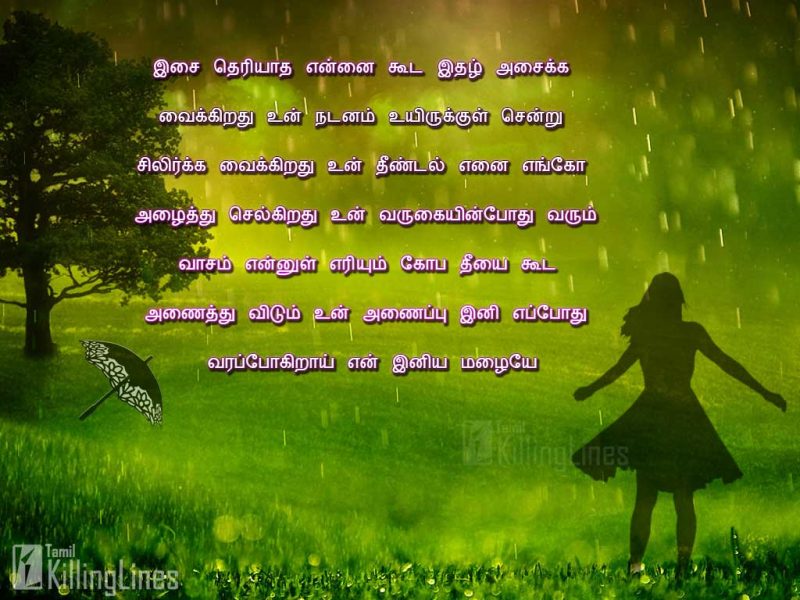 இசை தெரியாத என்னை கூட இதழ் அசைக்க
வைக்கிறது உன் நடனம் உயிருக்குள் சென்று
சிலிர்க்க வைக்கிறது உன் தீண்டல் எனை எங்கோ
அழைத்து செல்கிறது உன் வருகையின்போது வரும்
வாசம் என்னுள் எரியும் கோப தீயை கூட
அணைத்து விடும் உன் அணைப்பு இனி எப்போது
வரப்போகிறாய் என் இனிய மழையே
Tamil
KillingLines
Tamil
KillingLines